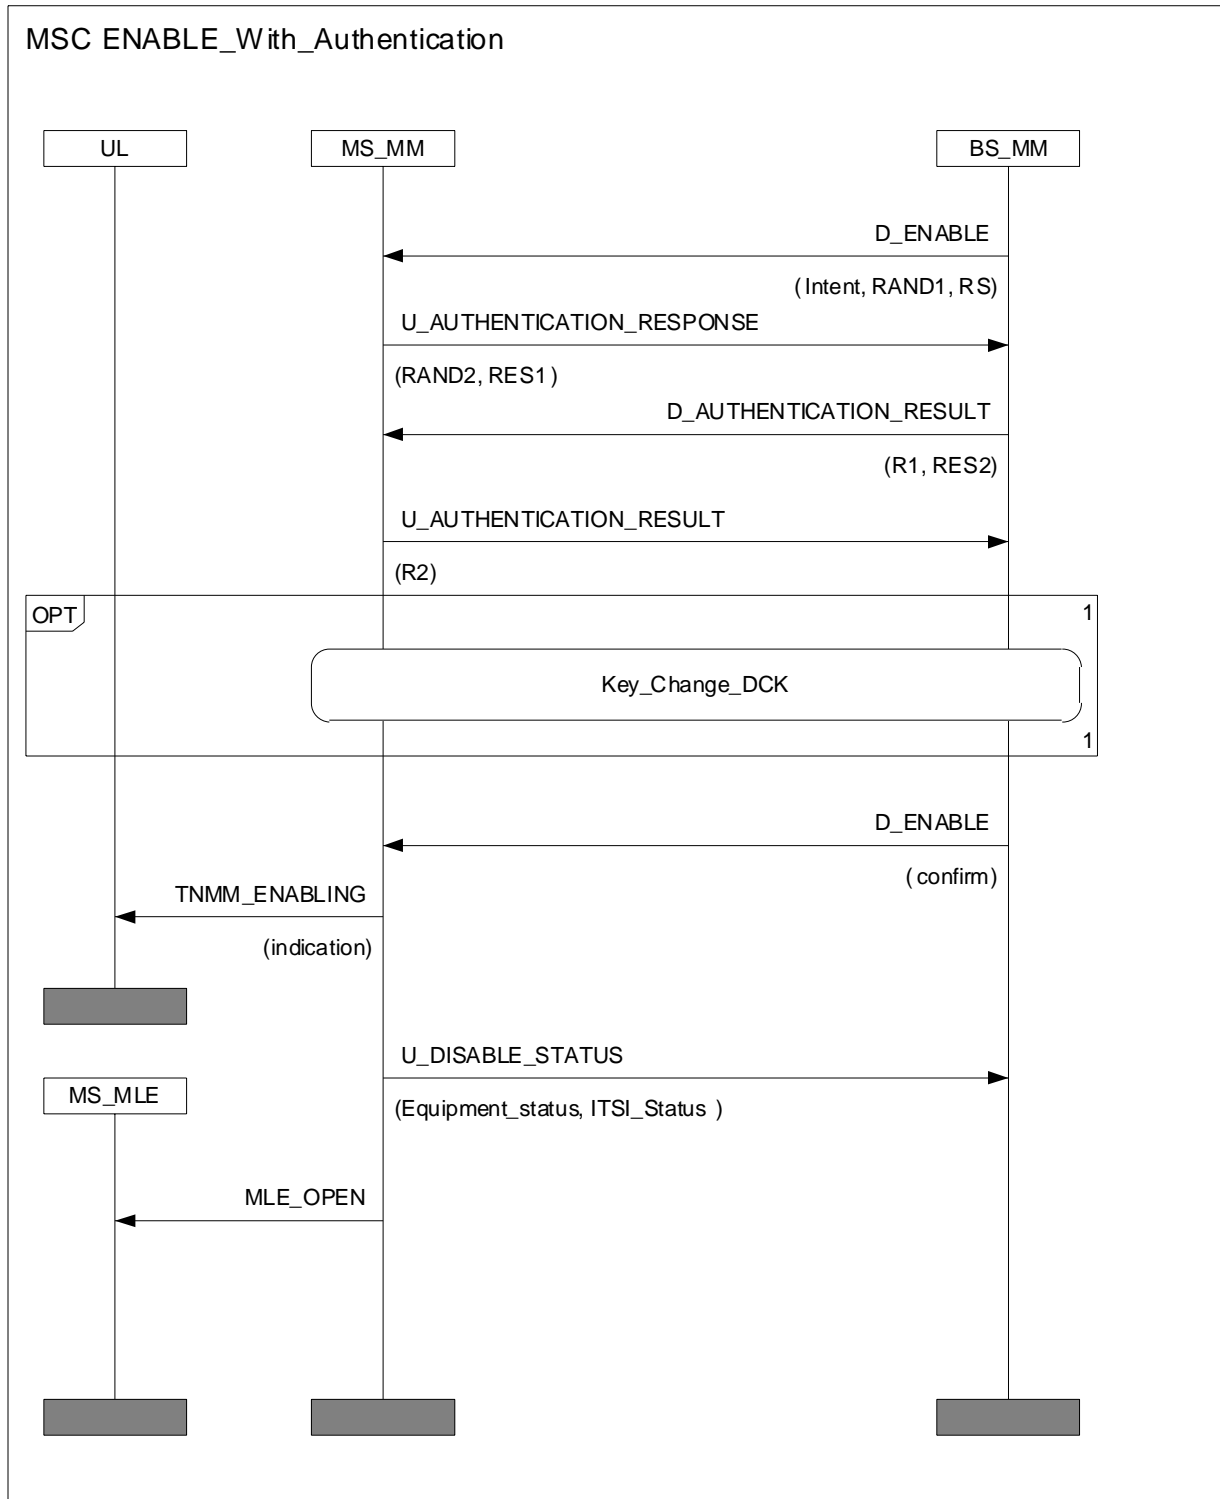 MSC ENABLE_With_Authentication
UL
MS_MM
BS_MM
D_ENABLE
(Intent, RAND1, RS)
U_AUTHENTICATION_RESPONSE
(RAND2, RES1)
D_AUTHENTICATION_RESULT
(R1, RES2)
U_AUTHENTICATION_RESULT
(R2)
OPT
1
Key_Change_DCK
1
D_ENABLE
(confirm)
TNMM_ENABLING
(indication)
U_DISABLE_STATUS
MS_MLE
(Equipment_status, ITSI_Status )
MLE_OPEN